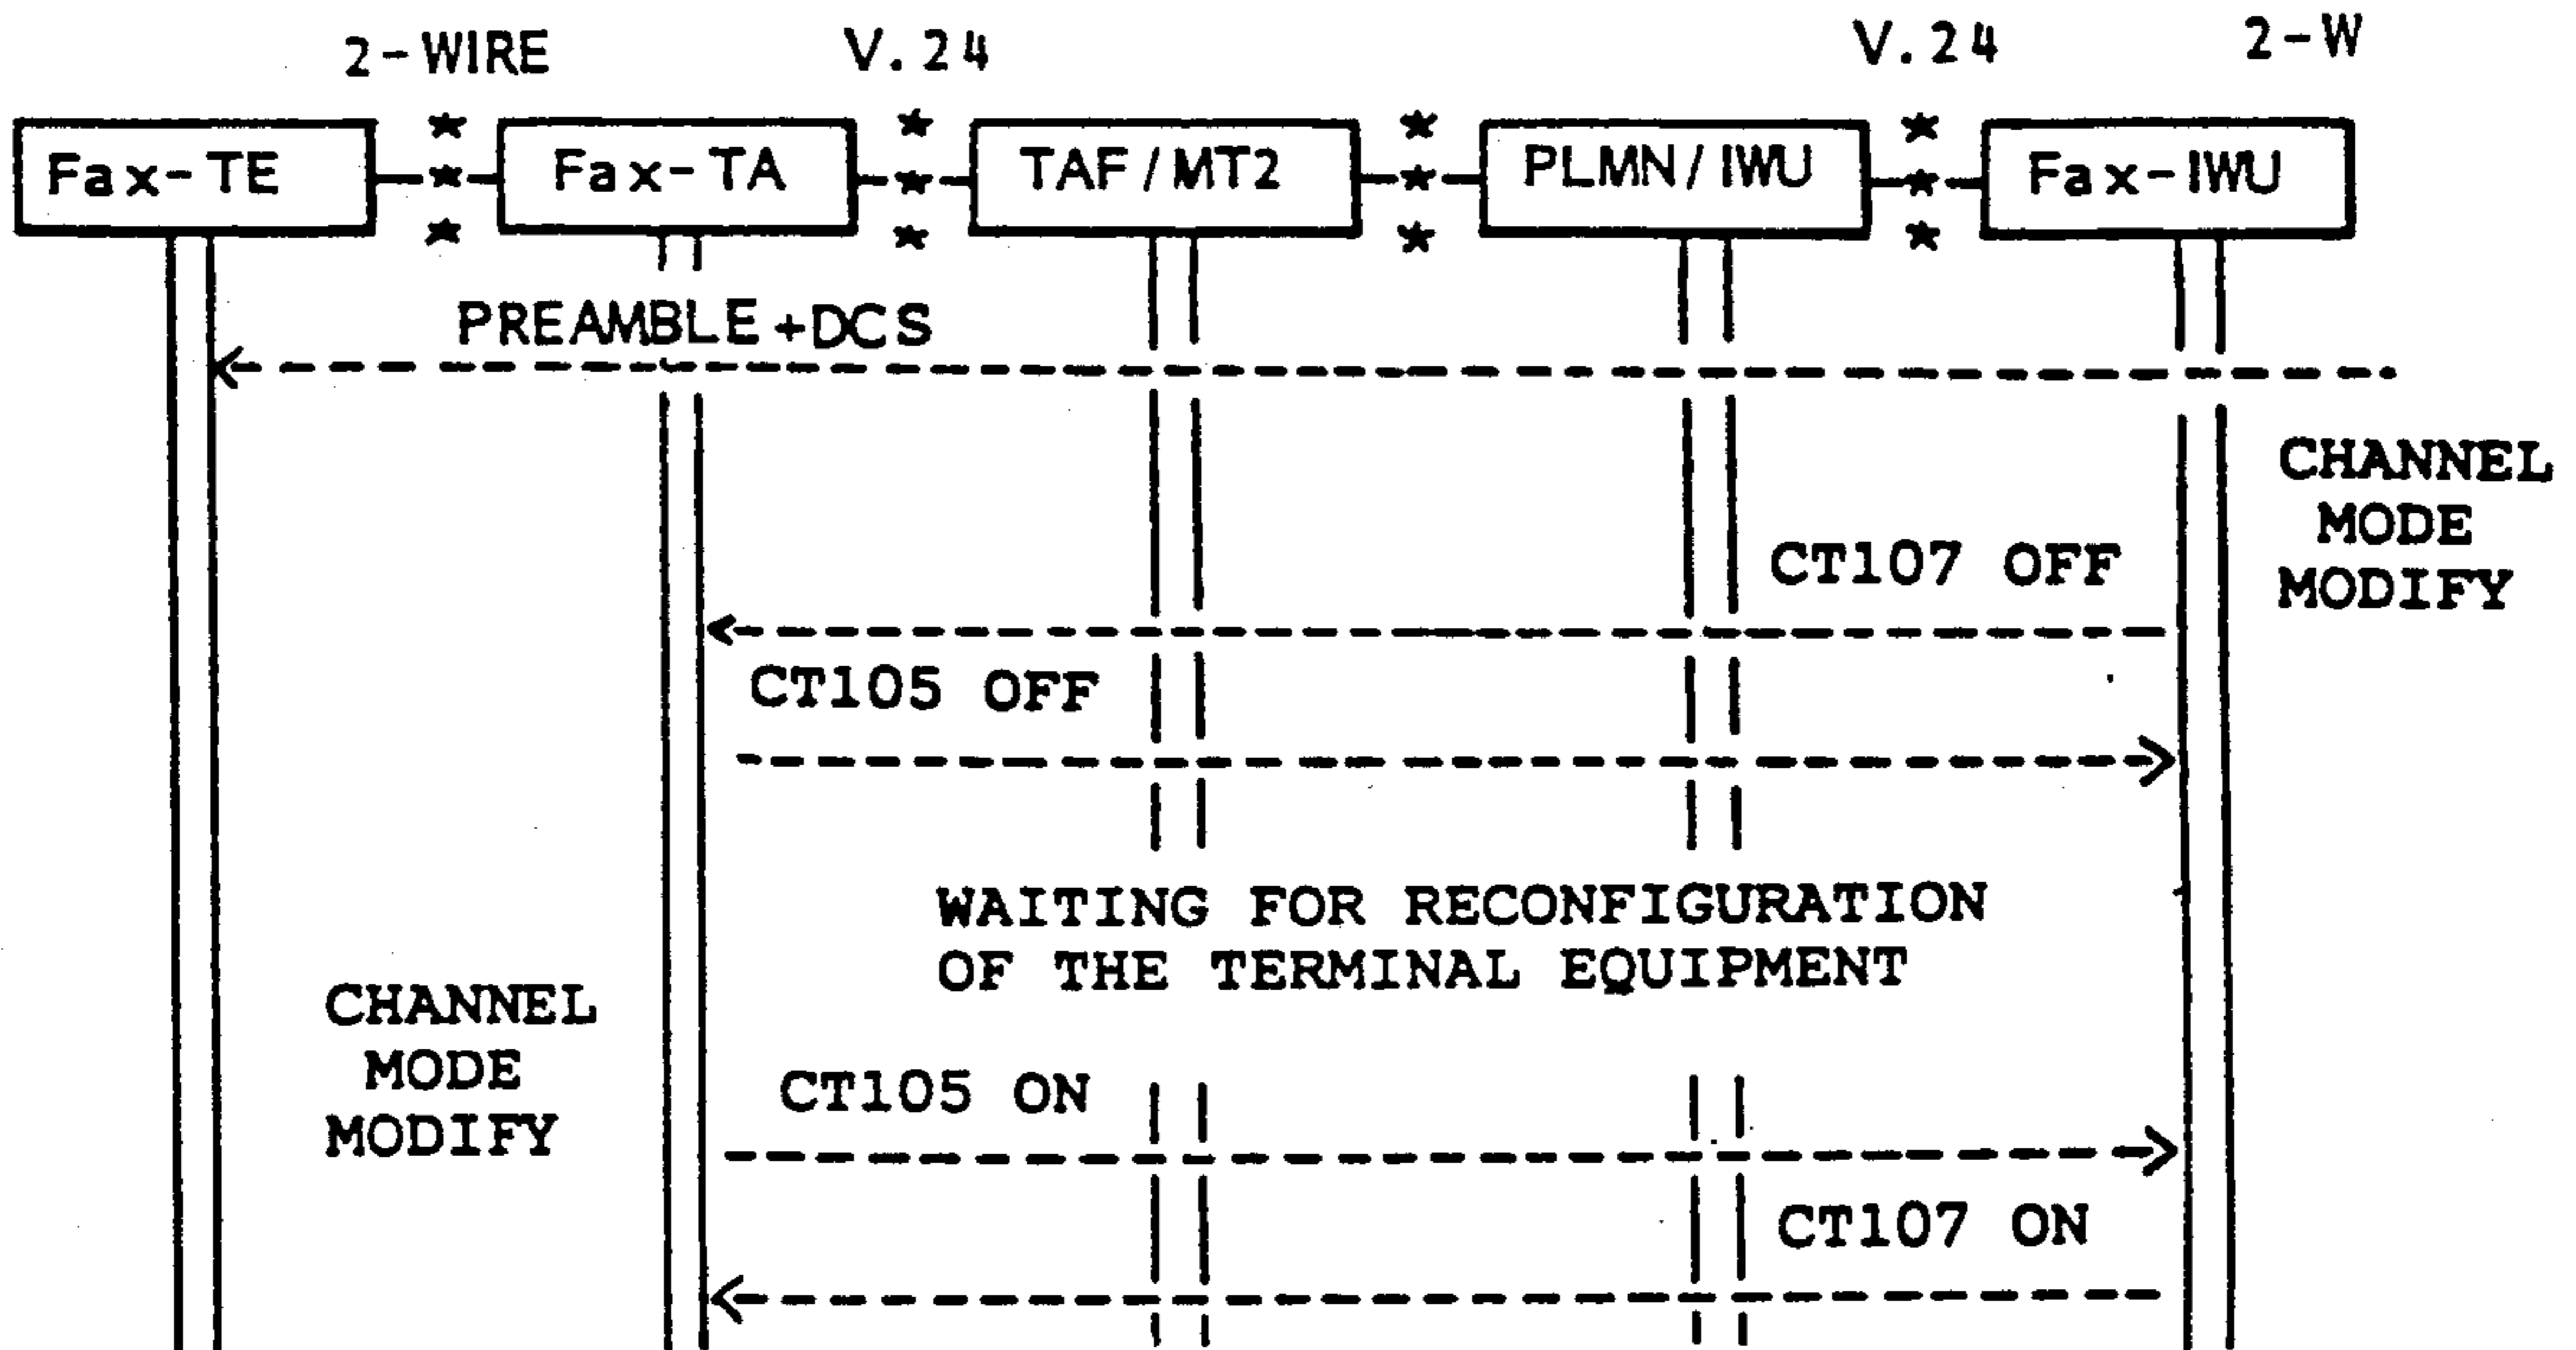 2-WIRE V.24 V.24 2-W
Fax-TE Fax-TA TAF/MT2 PLMN/IWU Fax-IWU
PREAMBLE+DCS
CHANNEL
MODE
MODIFY
CT107 OFF
CT105 OFF
WAITING FOR RECONFIGURATION
OF THE TERMINAL EQUIPMENT
CHANNEL
MODE
MODIFY
CT105 ON
CT107 ON